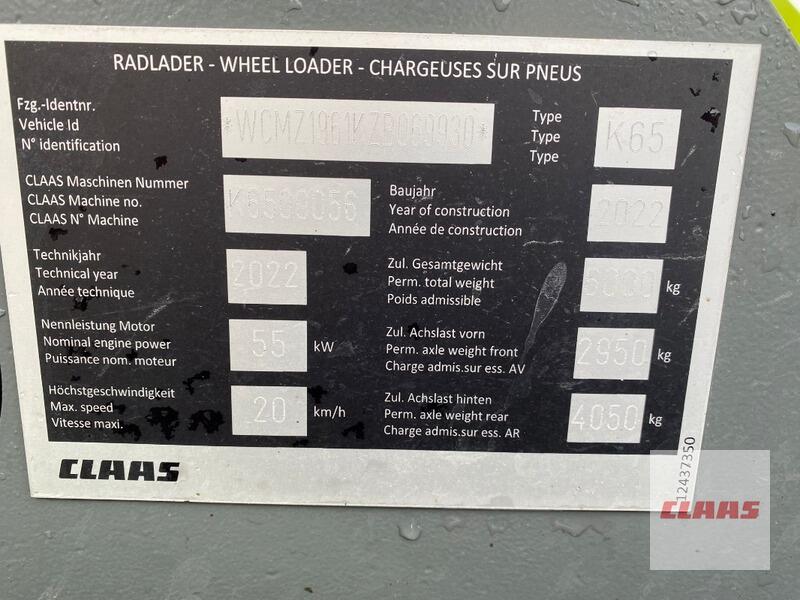 RADLADER - WHEEL LOADER - CHARGEUSES SUR PNEUS
Fzg.-Identnr.
Vehicle Id
N° identification
Type
Type
Type
K65
CLAAS Maschinen Nummer
CLAAS Machine no.
CLAAS N° Machine
Baujahr
Year of construction
Année de construction
2022
Technikjahr
Technical year
Année technique
2022
Zul. Gesamtgewicht
Perm. total weight
Poids admissible
6000 kg
Nennleistung Motor
Nominal engine power
Puissance nom. moteur
55 kW
Zul. Achslast vorn
Perm. axle weight front
Charge admis.sur ess. AV
2950 kg
Höchstgeschwindigkeit
Max. speed
Vitesse maxi.
20 km/h
Zul. Achslast hinten
Perm. axle weight rear
Charge admis.sur ess. AR
4050 kg
CLAAS
12437350
CLAAS